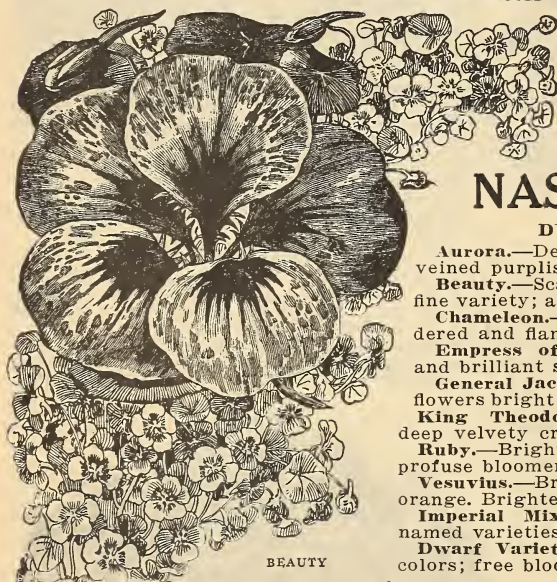 NAS
D
Aurora.—De
veined purplis
Beauty.—Sca
fine variety; a
Chameleon.—
dered and flam
Empress of
and brilliant s
General Jac
flowers bright
King Theodo
deep velvety cr
Ruby.—Brigh
profuse bloomer
Vesuvius.—Br
orange. Brighte
Imperial Mix
named varieties
Dwarf Variet
colors; free bloo
BEAUTY